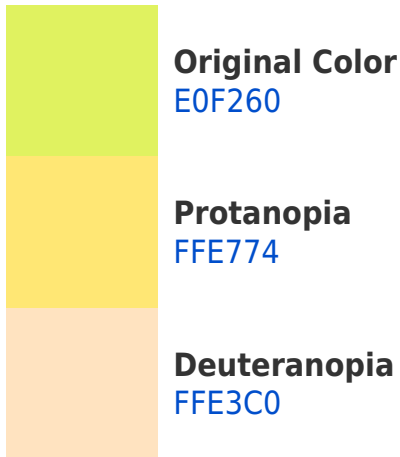 Original Color
E0F260
Protanopia
FFE774
Deuteranopia
FFE3C0